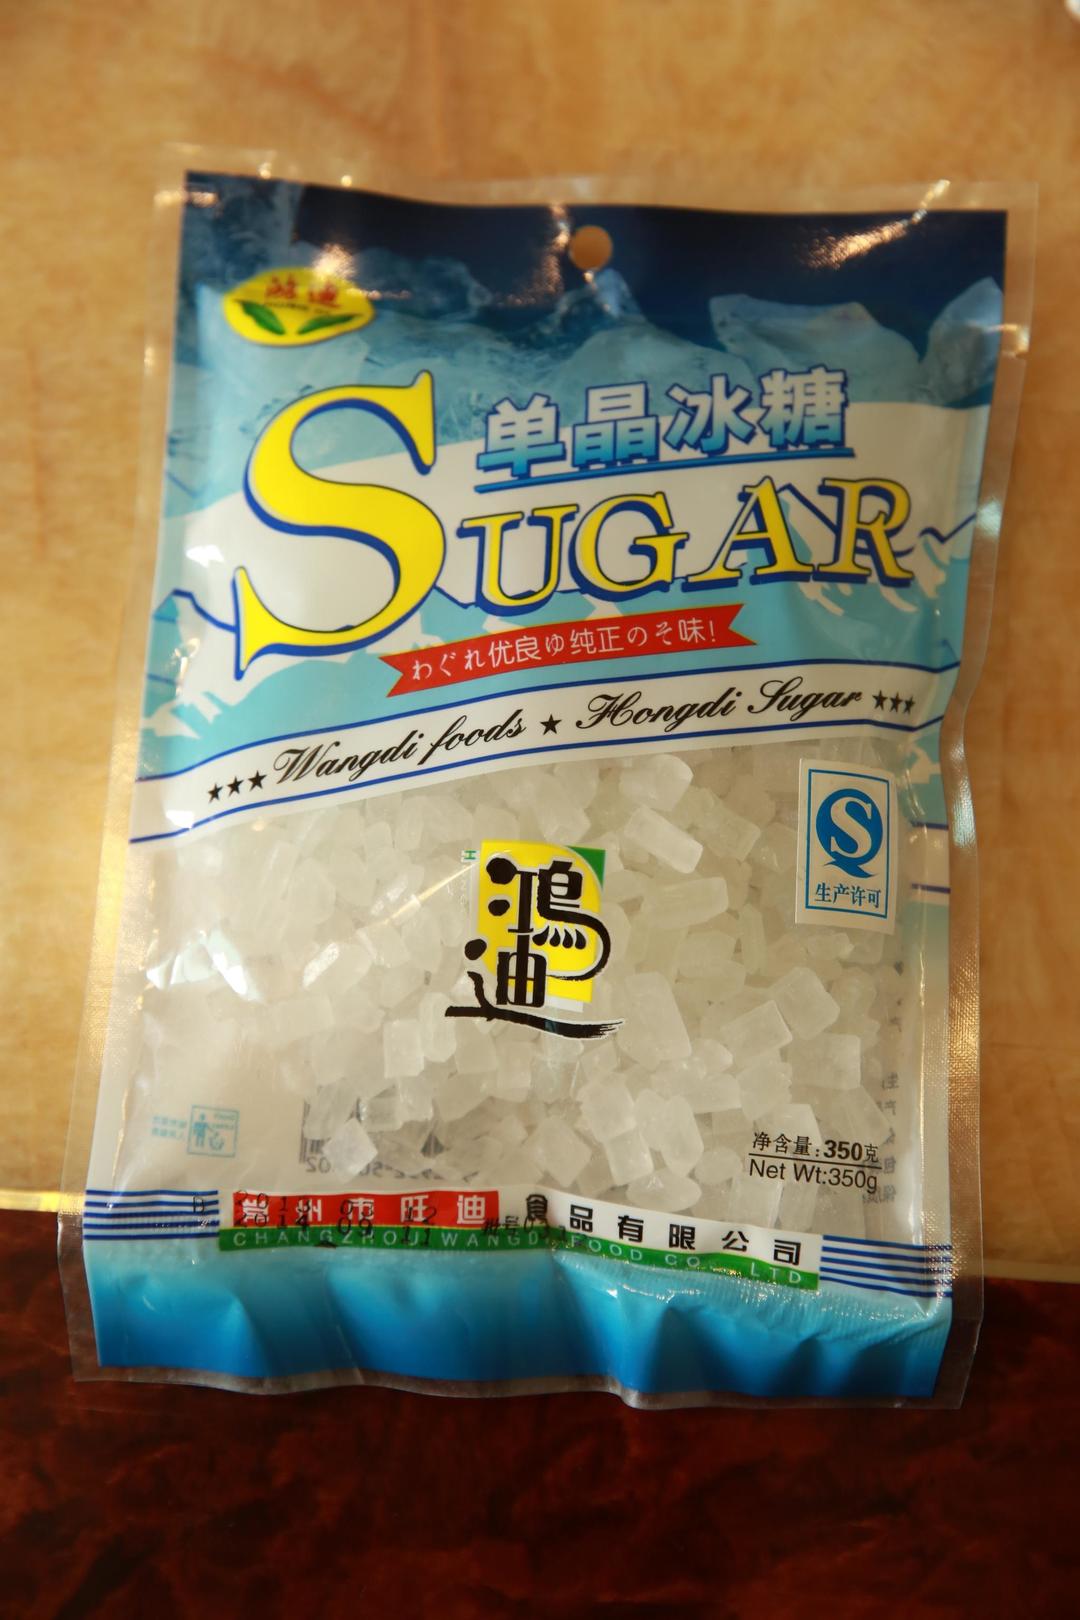 鸿迪
单晶冰糖
SUGAR
わぐれ优良ゆ纯正のそ味!
★★★ Wangdi foods ★ Hongdi Sugar ★★★
S
生产许可
鴻迪
净含量:350克
Net Wt:350g
常州市旺迪食品有限公司
CHANGZHOU WANGDI FOOD CO., LTD